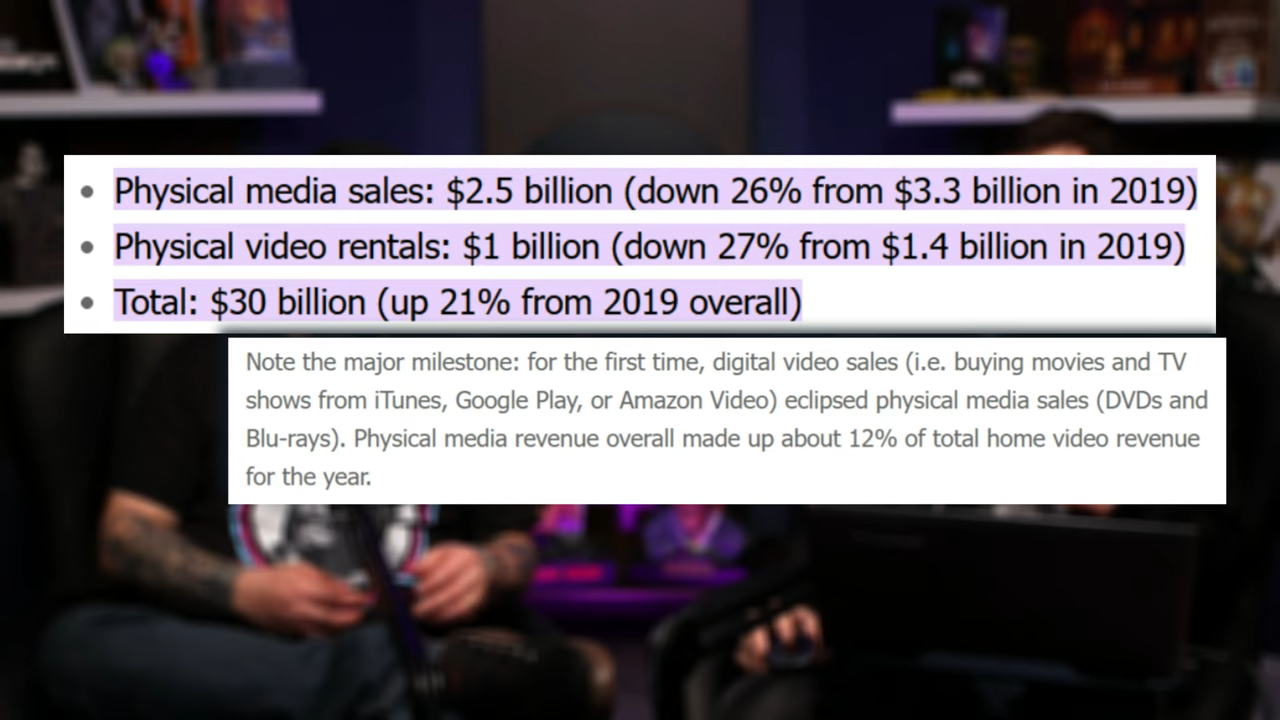 Physical media sales: $2.5 billion (down 26% from $3.3 billion in 2019)
Physical video rentals: $1 billion (down 27% from $1.4 billion in 2019)
Total: $30 billion (up 21% from 2019 overall)
Note the major milestone: for the first time, digital video sales (i.e. buying movies and TV
shows from iTunes, Google Play, or Amazon Video) eclipsed physical media sales (DVDs and
Blu-rays). Physical media revenue overall made up about 12% of total home video revenue
for the year.